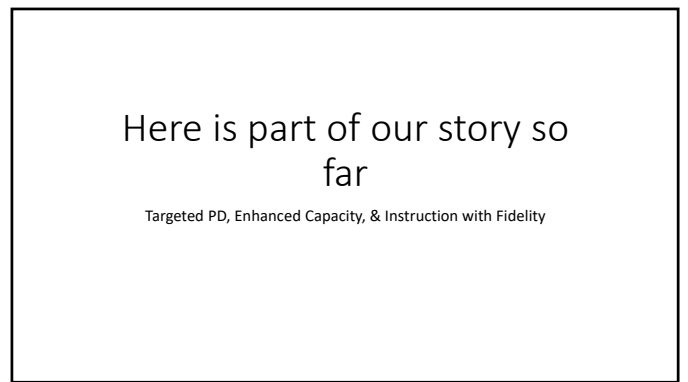 Here is part of our story so
far
Targeted PD, Enhanced Capacity, & Instruction with Fidelity